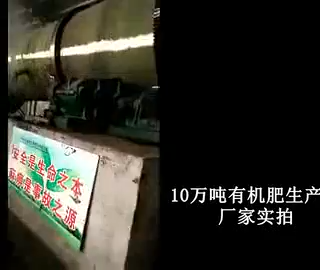 安全是生命之本
违章是事故之源
10万吨有机肥生产
厂家实拍